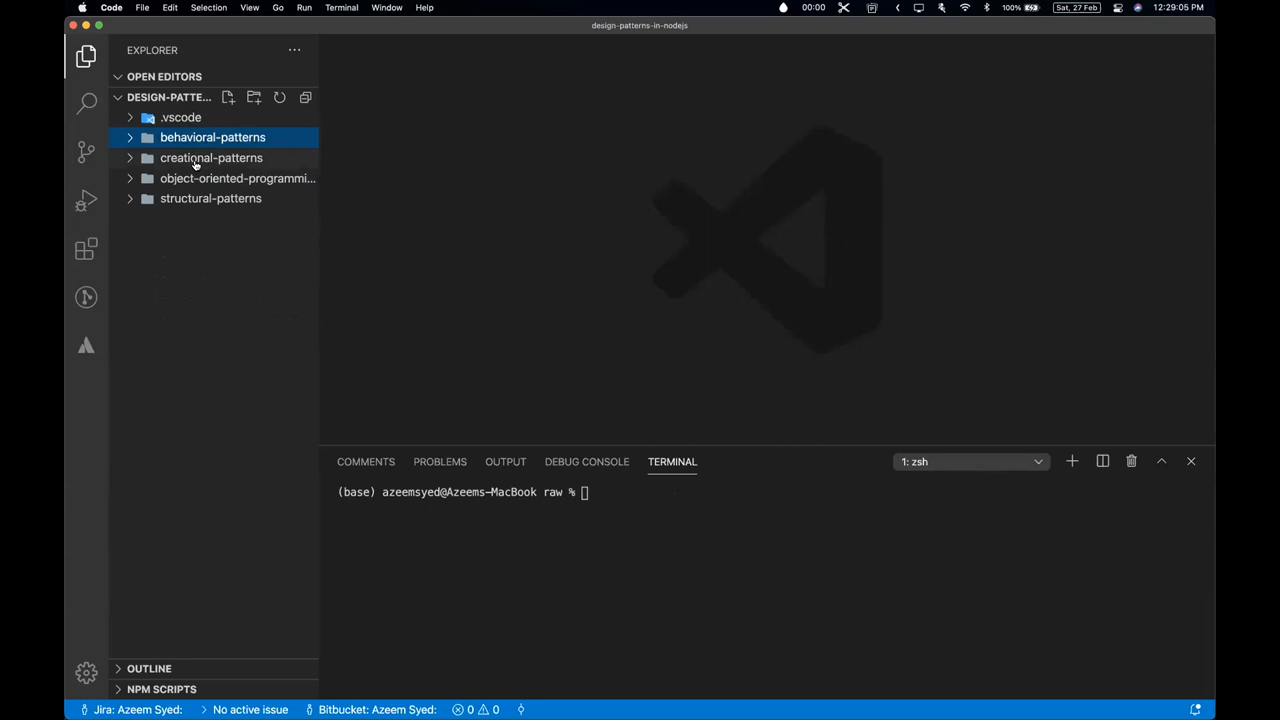 Code File Edit Selection View Go Run Terminal Window Help 00:00 100% Sat, 27 Feb 12:29:05 PM
design-patterns-in-nodejs
EXPLORER
OPEN EDITORS
DESIGN-PATTE...
.vscode
behavioral-patterns
creational-patterns
object-oriented-programmi...
structural-patterns
COMMENTS PROBLEMS OUTPUT DEBUG CONSOLE TERMINAL 1: zsh
(base) azeemsyed@Azeems-MacBook raw %
OUTLINE
NPM SCRIPTS
Jira: Azeem Syed: No active issue Bitbucket: Azeem Syed: 0 0